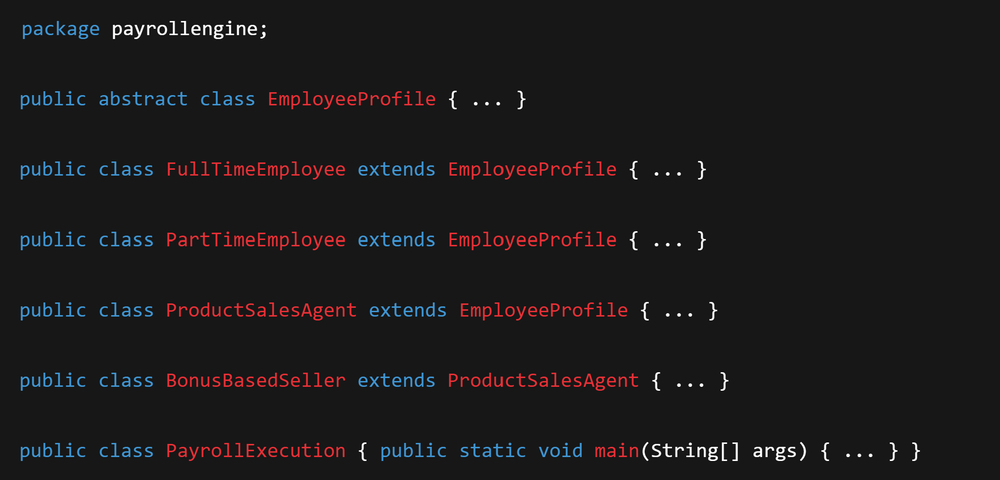 package payrollengine;
public abstract class EmployeeProfile { ... }
public class FullTimeEmployee extends EmployeeProfile { ... }
public class PartTimeEmployee extends EmployeeProfile { ... }
public class ProductSalesAgent extends EmployeeProfile { ... }
public class BonusBasedSeller extends ProductSalesAgent { ... }
public class PayrollExecution { public static void main(String[] args) { ... } }